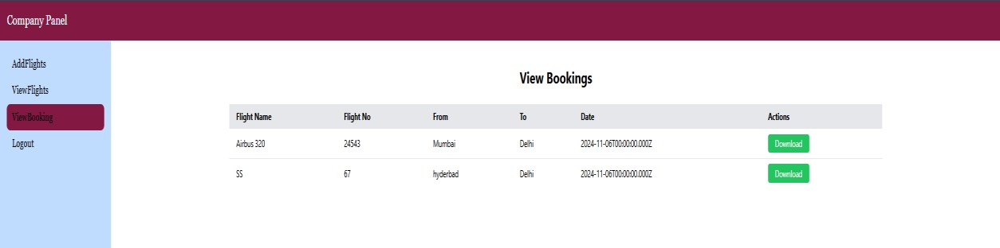 Company Panel
AddFlights
ViewFlights
ViewBooking
Logout
View Bookings
Flight Name Flight No From To Date Actions
Airbus 320 24543 Mumbai Delhi 2024-11-06T00:00:00.000Z Download
SS 67 hyderbad Delhi 2024-11-06T00:00:00.000Z Download